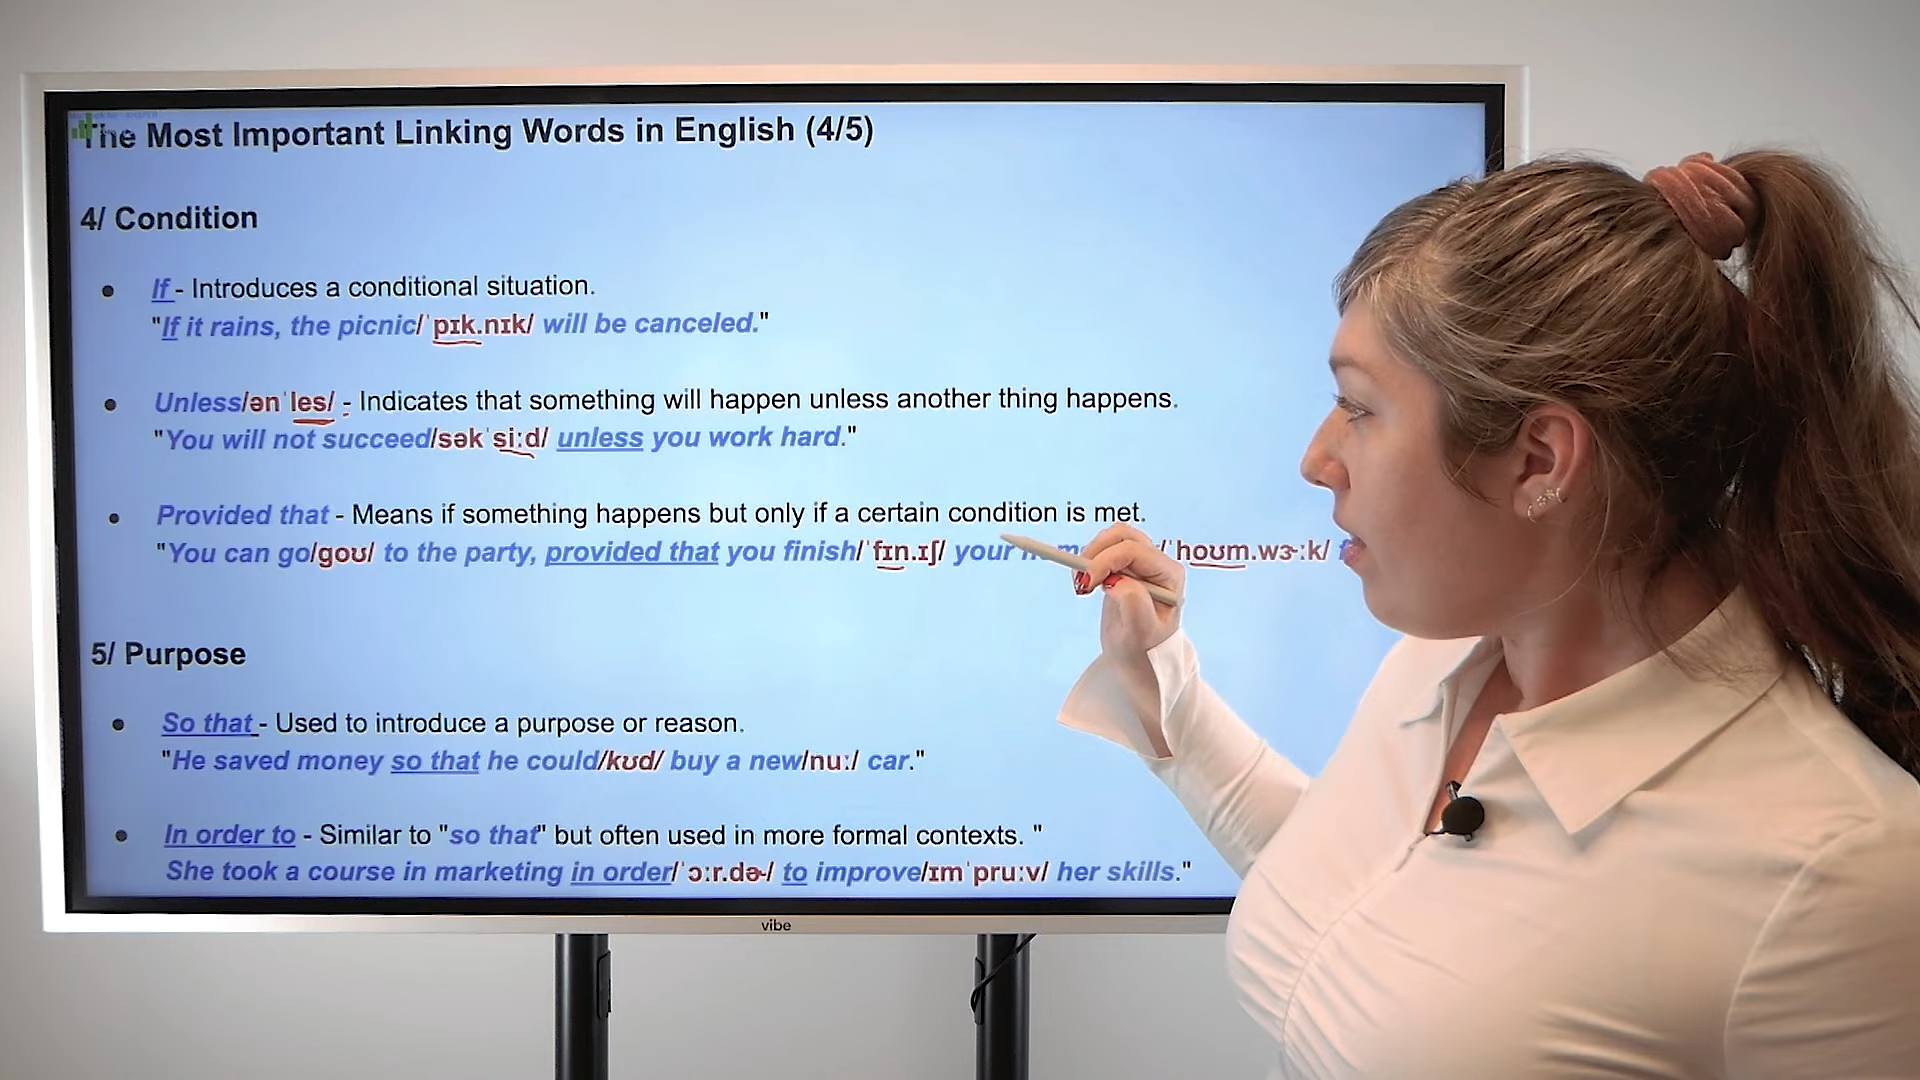 The Most Important Linking Words in English (4/5)
4/ Condition
If - Introduces a conditional situation.
"If it rains, the picnic/ˈpɪk.nɪk/ will be canceled."
Unless/ənˈles/ - Indicates that something will happen unless another thing happens.
"You will not succeed/səkˈsiːd/ unless you work hard."
Provided that - Means if something happens but only if a certain condition is met.
"You can go/ɡoʊ/ to the party, provided that you finish/ˈfɪn.ɪʃ/ your /ˈhoʊm.wɝːk/
5/ Purpose
So that - Used to introduce a purpose or reason.
"He saved money so that he could/kʊd/ buy a new/nuː/ car."
In order to - Similar to "so that" but often used in more formal contexts. "
She took a course in marketing in order/ˈɔːr.dɚ/ to improve/ɪmˈpruːv/ her skills."
vibe